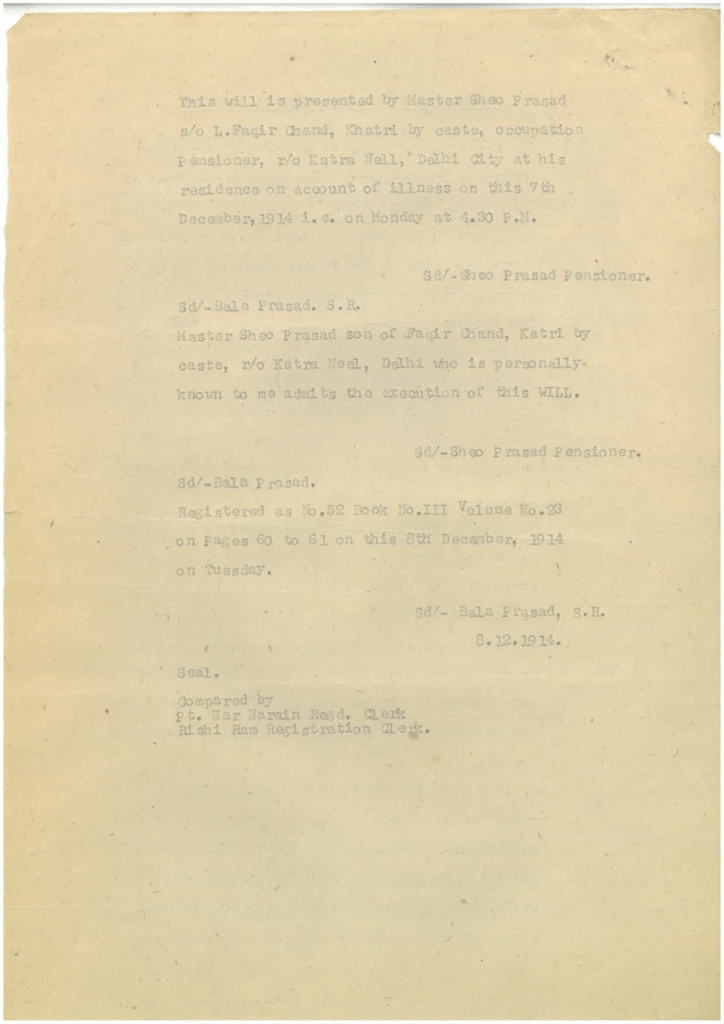 This will is presented by Master Sheo Prasad
s/o L.Faqir Chand, Khatri by caste, occupation
Pensioner, r/o Katra Nall, Delhi City at his
residence on account of illness on this 7th
December,1914 i.e. on Monday at 4.30 P.M.
Sd/-Sheo Prasad Pensioner.
Sd/-Bala Prasad. S.R.
Master Sheo Prasad son of Faqir Chand, Katri by
caste, r/o Katra Neel, Delhi who is personally
known to me admits the execution of this WILL.
Sd/-Sheo Prasad Pensioner.
Sd/-Bala Prasad.
Registered as No.52 Book No.III Volume No.23
on Pages 60 to 61 on this 8th December, 1914
on Tuesday.
Sd/- Bala Prasad, S.R.
8.12.1914.
Seal.
Compared by
Pt. Har Narain Regd. Clerk
Rishi Ram Registration Clerk.